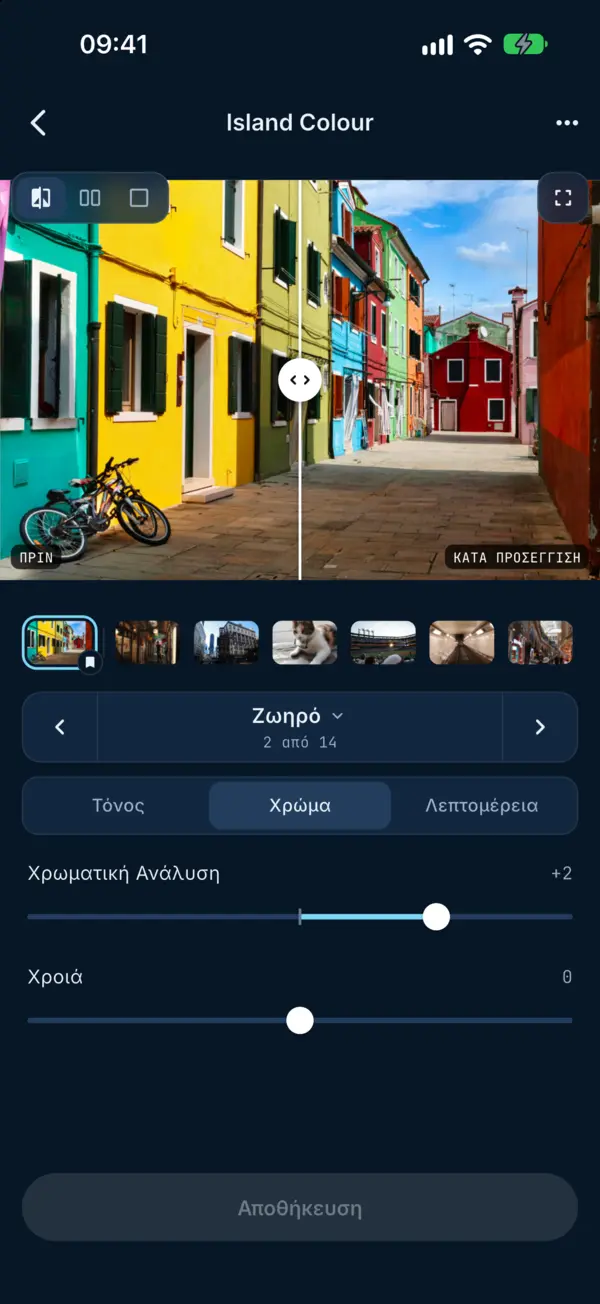 09:41
Island Colour
ΠΡΙΝ
ΚΑΤΑ ΠΡΟΣΕΓΓΙΣΗ
Ζωηρό
2 από 14
Τόνος
Χρώμα
Λεπτομέρεια
Χρωματική Ανάλυση
+2
Χροιά
0
Αποθήκευση